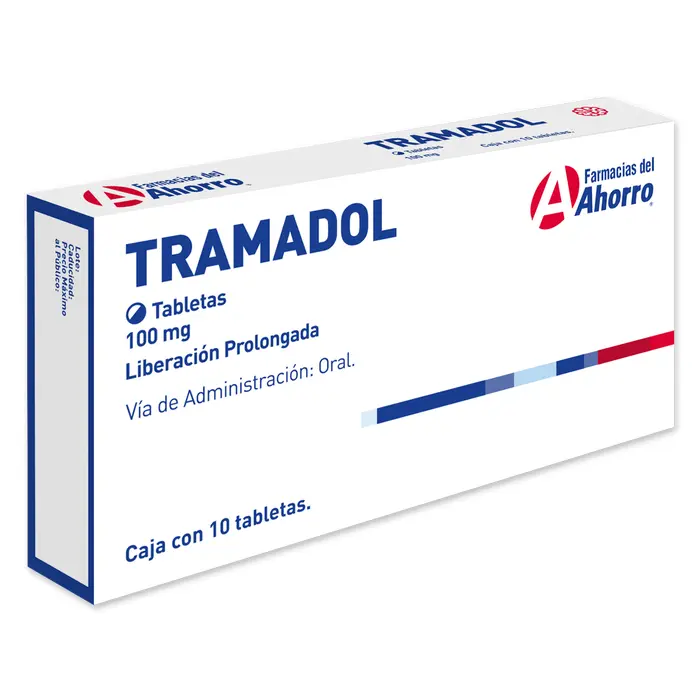 TRAMADOL
Tabletas
100 mg
Caja con 10 tabletas.
Farmacias del
Ahorro
Farmacias del
Ahorro
TRAMADOL
Tabletas
100 mg
Liberación Prolongada
Vía de Administración: Oral.
Caja con 10 tabletas.
Lote:
Caducidad:
Precio Máximo
al Público: